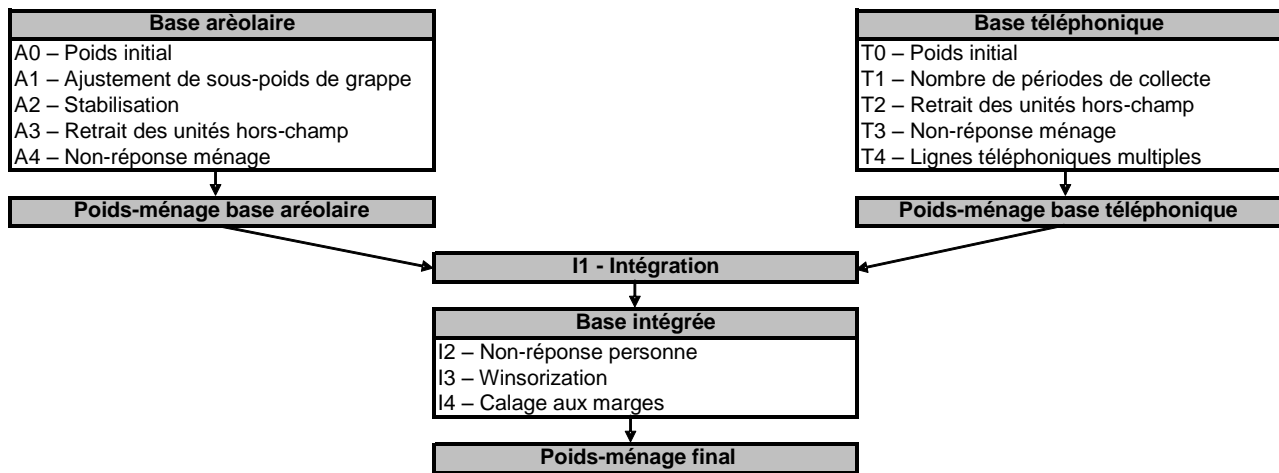 Base arèolaire
A0 – Poids initial
A1 – Ajustement de sous-poids de grappe
A2 – Stabilisation
A3 – Retrait des unités hors-champ
A4 – Non-réponse ménage
Poids-ménage base aréolaire
Base téléphonique
T0 – Poids initial
T1 – Nombre de périodes de collecte
T2 – Retrait des unités hors-champ
T3 – Non-réponse ménage
T4 – Lignes téléphoniques multiples
Poids-ménage base téléphonique
I1 - Intégration
Base intégrée
I2 – Non-réponse personne
I3 – Winsorization
I4 – Calage aux marges
Poids-ménage final